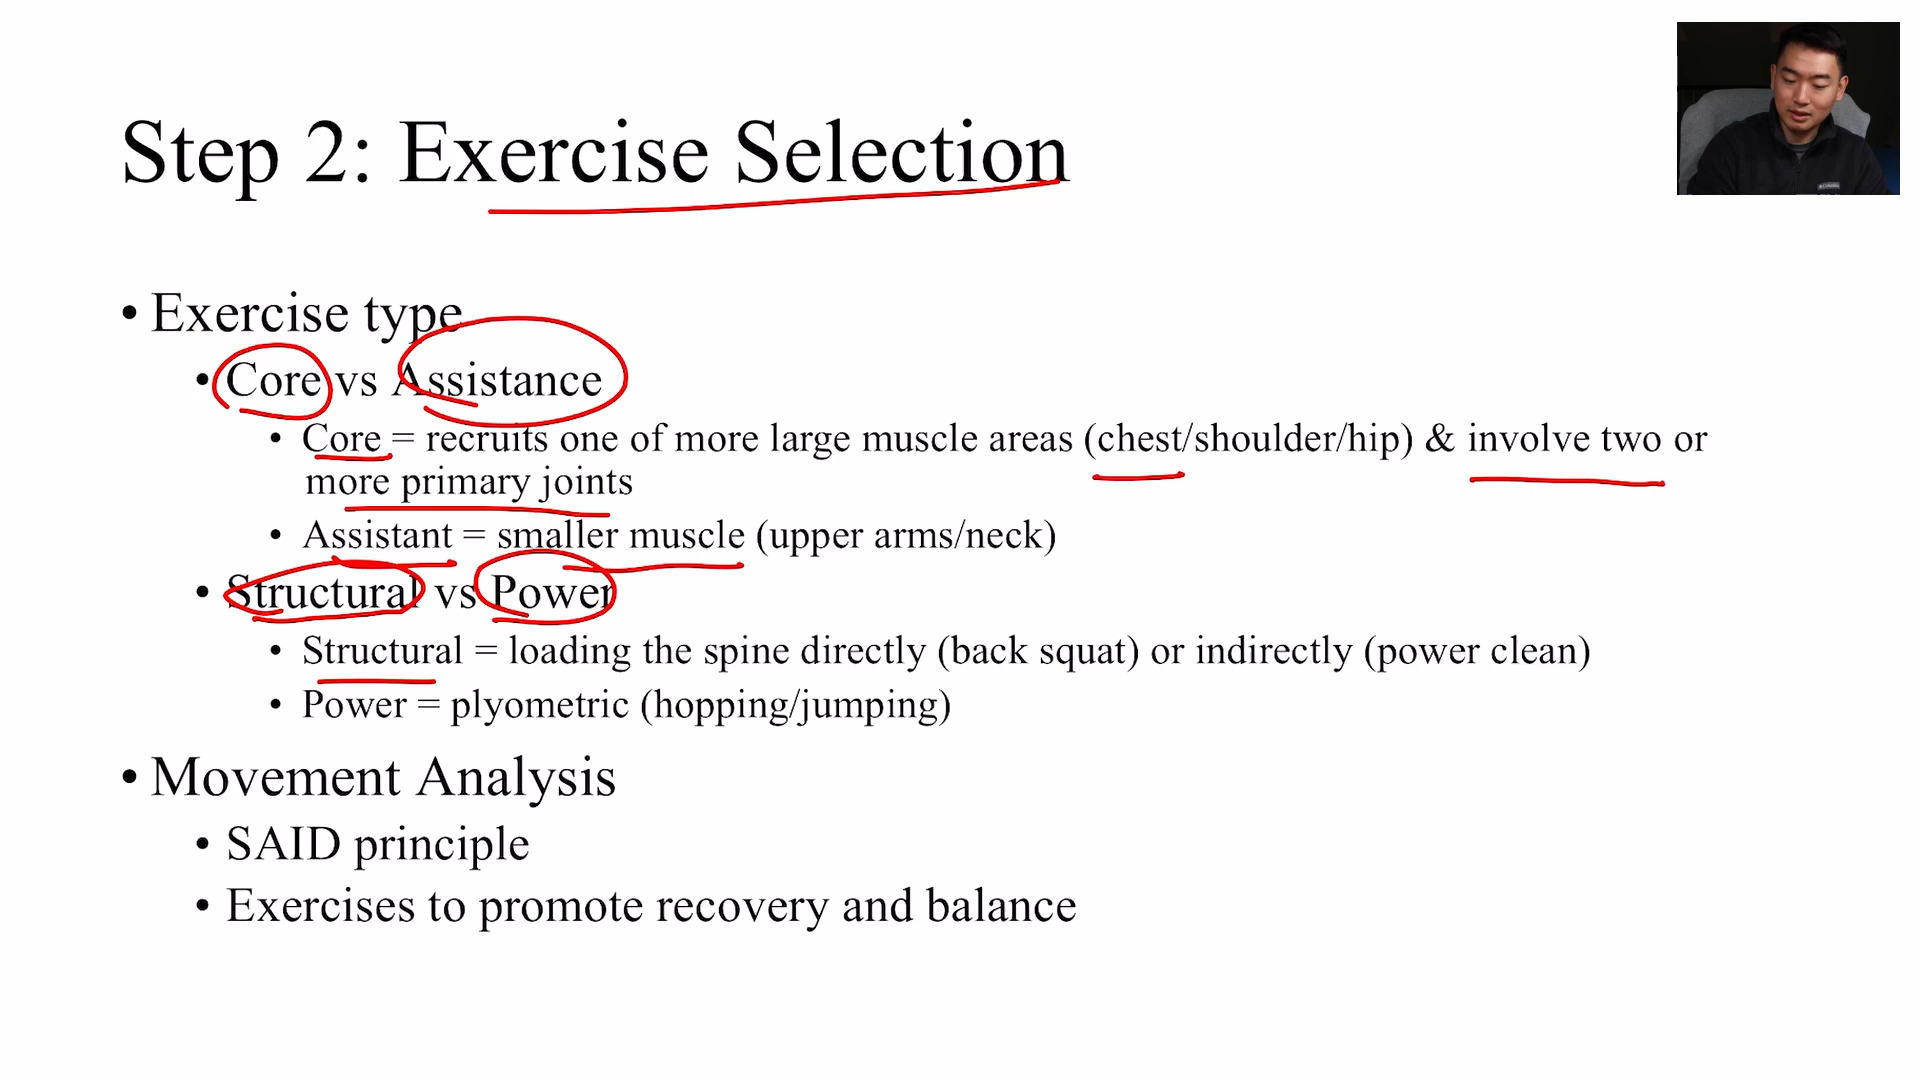 Step 2: Exercise Selection
• Exercise type
• Core vs Assistance
• Core = recruits one of more large muscle areas (chest/shoulder/hip) & involve two or
more primary joints
• Assistant = smaller muscle (upper arms/neck)
• Structural vs Power
• Structural = loading the spine directly (back squat) or indirectly (power clean)
• Power = plyometric (hopping/jumping)
• Movement Analysis
• SAID principle
• Exercises to promote recovery and balance